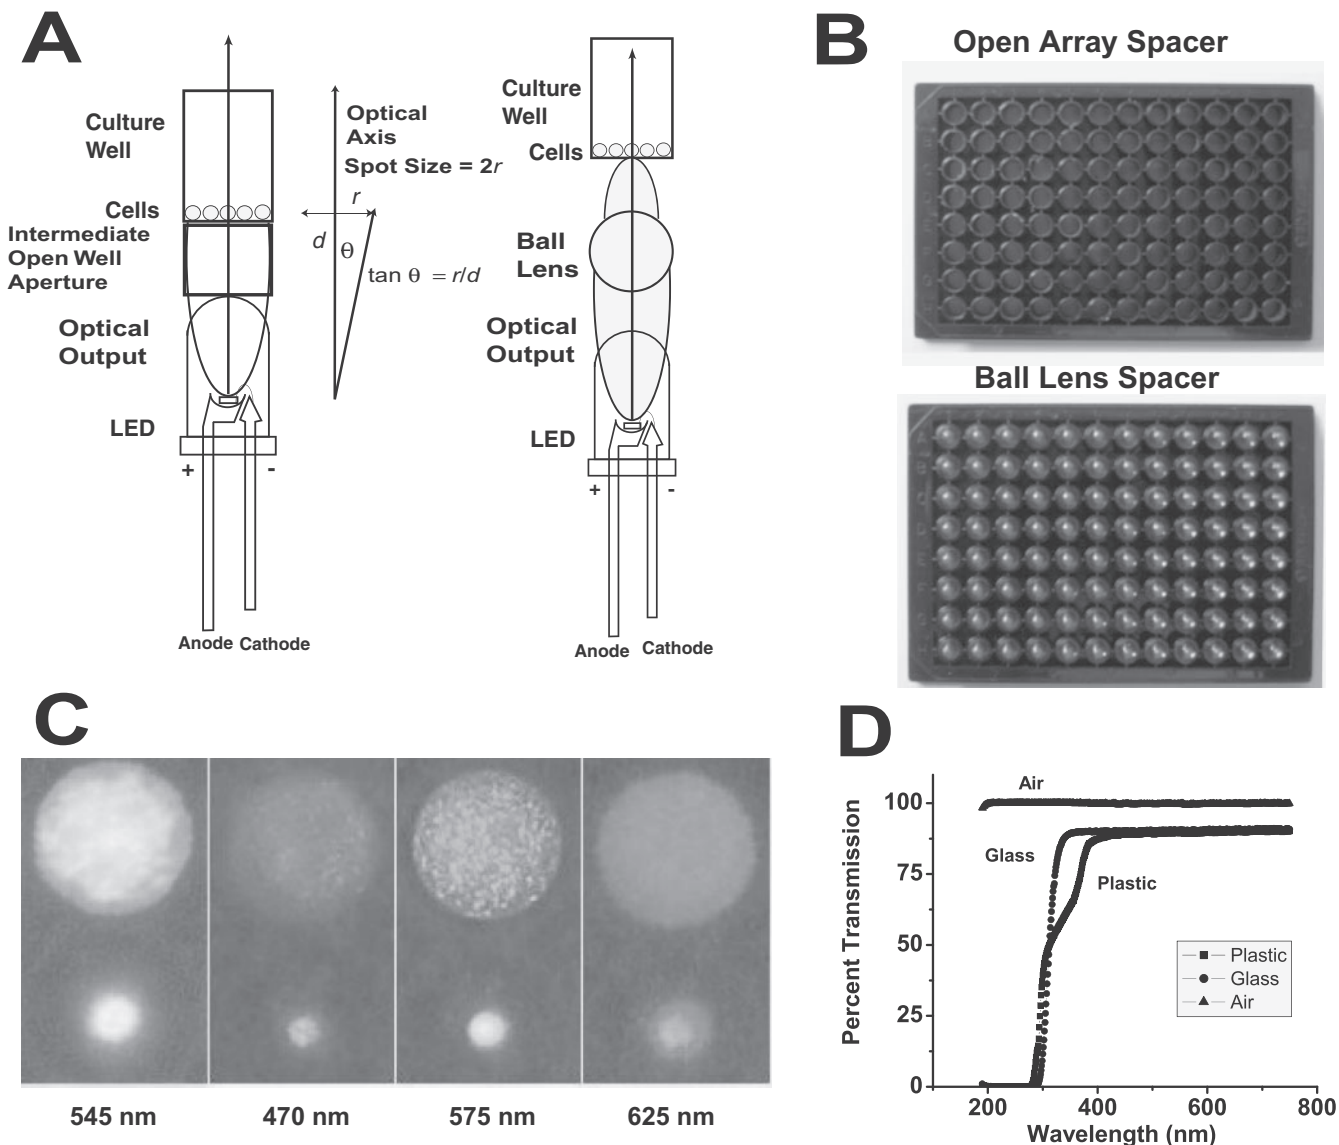 A
Culture
Well
Cells
Intermediate
Open Well
Aperture
Optical
Output
LED
+
-
Anode Cathode
Optical
Axis
Spot Size = 2r
r
d
θ
tan θ = r/d
Culture
Well
Cells
Ball
Lens
Optical
Output
LED
+
-
Anode Cathode
B
Open Array Spacer
Ball Lens Spacer
C
545 nm
470 nm
575 nm
625 nm
D
Percent Transmission
100
75
50
25
0
Air
Glass
Plastic
Plastic
Glass
Air
200
400
600
800
Wavelength (nm)